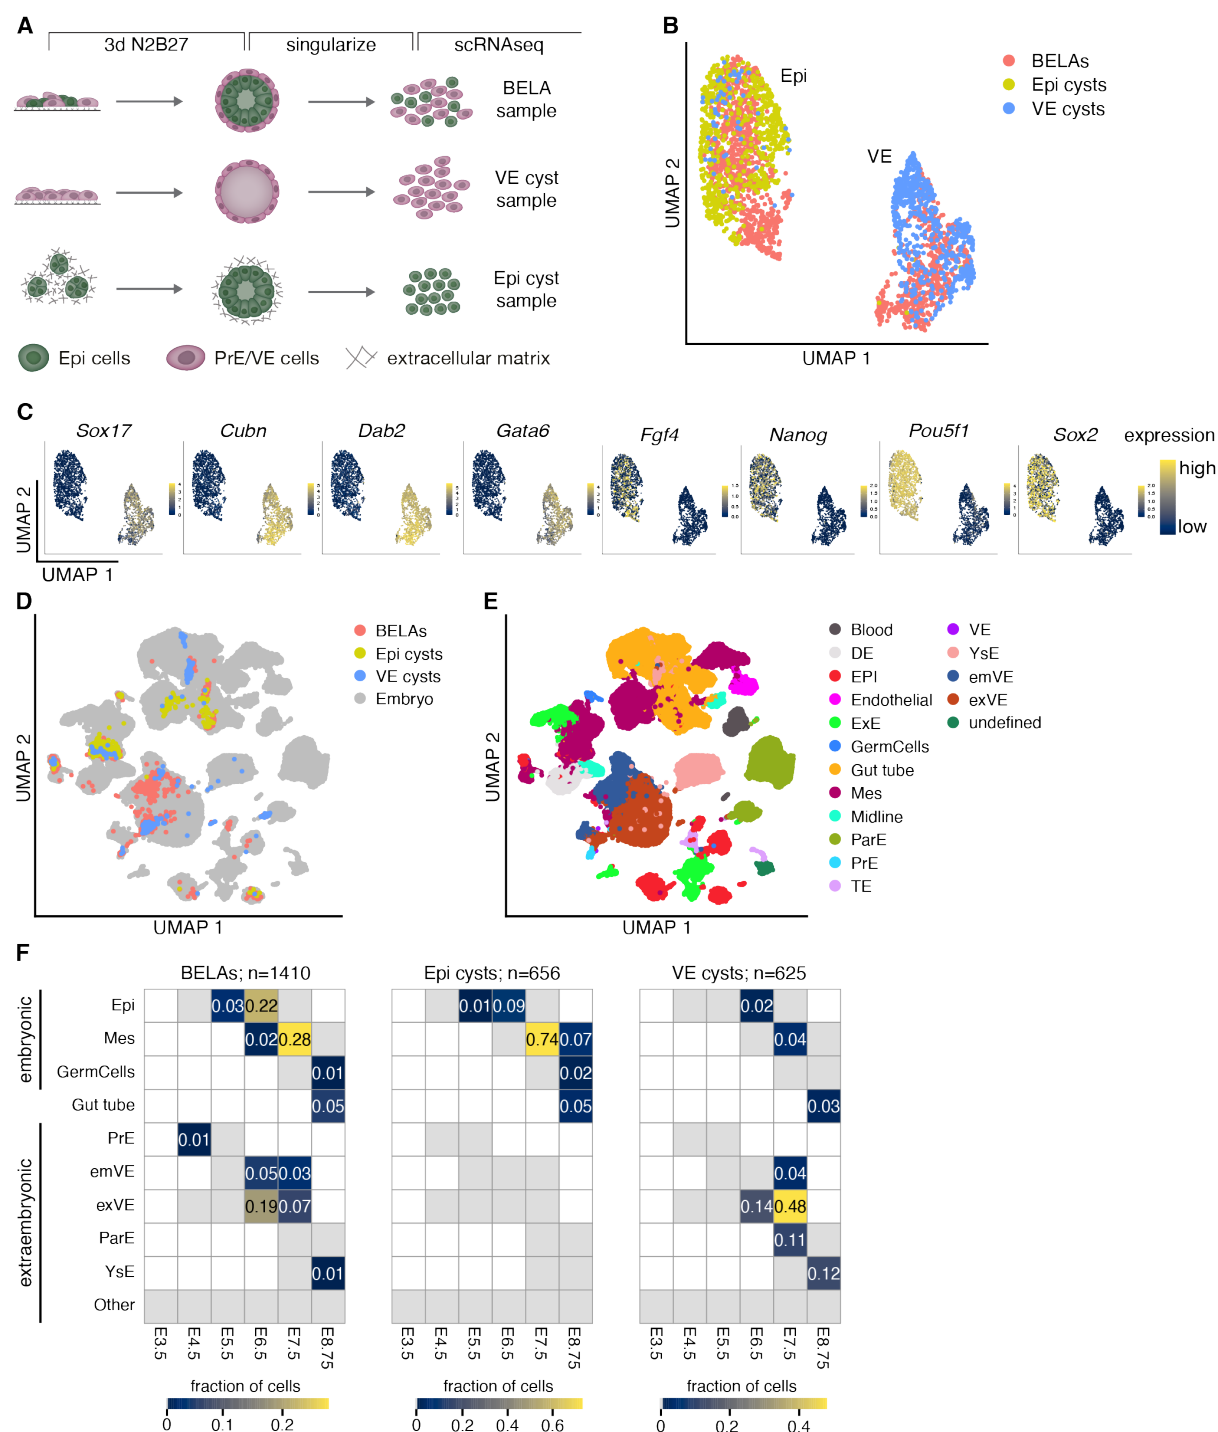 A
3d N2B27
singularize
scRNAseq
BELA
sample
VE cyst
sample
Epi cyst
sample
Epi cells
PrE/VE cells
extracellular matrix
B
Epi
VE
BELAs
Epi cysts
VE cysts
UMAP 2
UMAP 1
C
Sox17
Cubn
Dab2
Gata6
Fgf4
Nanog
Pou5f1
Sox2
expression
high
low
UMAP 2
UMAP 1
D
BELAs
Epi cysts
VE cysts
Embryo
UMAP 2
UMAP 1
E
Blood
DE
EPI
Endothelial
ExE
GermCells
Gut tube
Mes
Midline
ParE
PrE
TE
VE
YsE
emVE
exVE
undefined
UMAP 2
UMAP 1
F
BELAs; n=1410
Epi cysts; n=656
VE cysts; n=625
embryonic
extraembryonic
Epi 0.03 0.22 0.01 0.09 0.02
Mes 0.02 0.28 0.74 0.07 0.04
GermCells 0.01 0.02
Gut tube 0.05 0.05 0.03
PrE 0.01
emVE 0.05 0.03 0.04
exVE 0.19 0.07 0.14 0.48
ParE 0.11
YsE 0.01 0.12
Other
E3.5 E4.5 E5.5 E6.5 E7.5 E8.75 E3.5 E4.5 E5.5 E6.5 E7.5 E8.75 E3.5 E4.5 E5.5 E6.5 E7.5 E8.75
fraction of cells
0 0.1 0.2
fraction of cells
0 0.2 0.4 0.6
fraction of cells
0 0.2 0.4